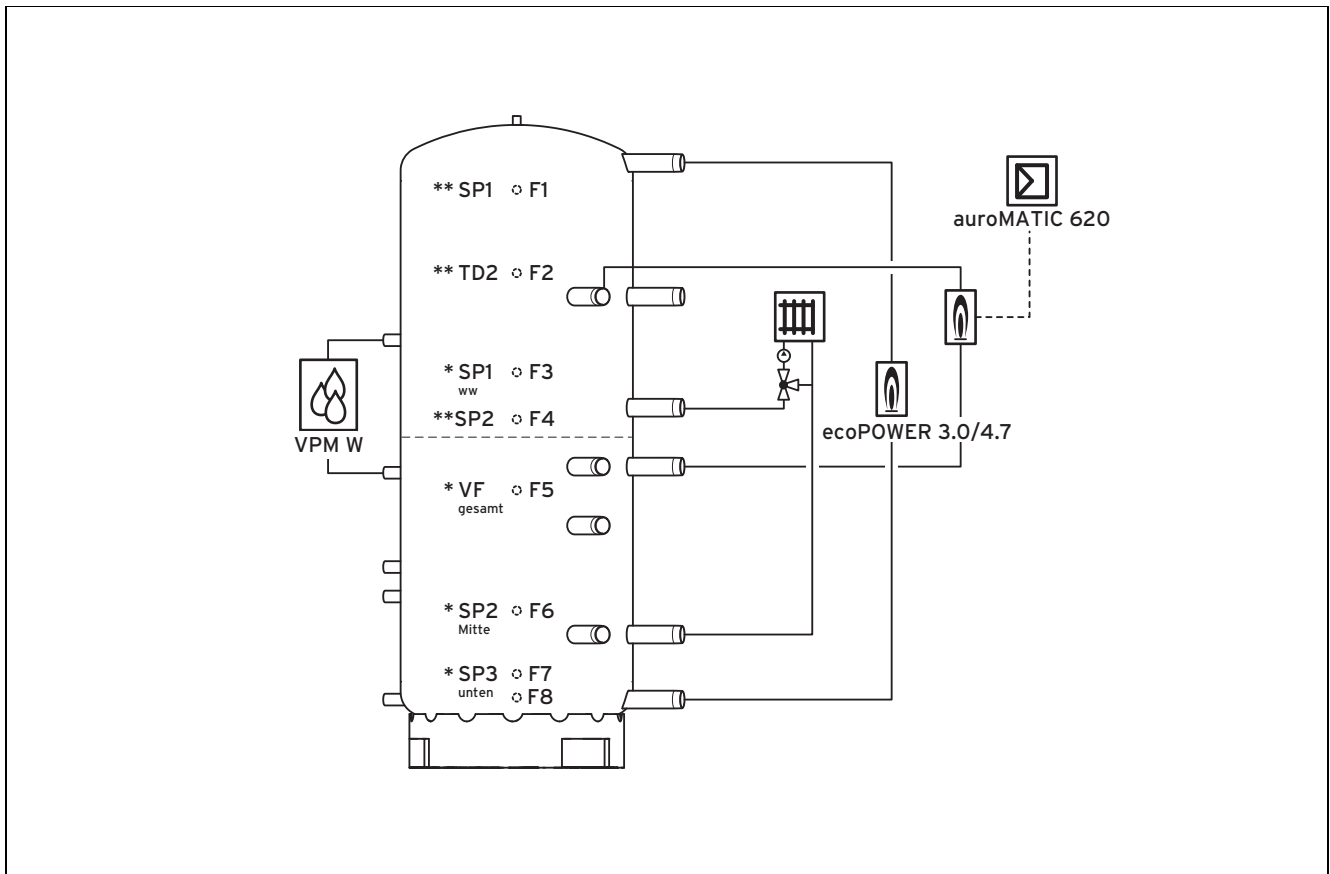 ** SP1 F1
auroMATIC 620
** TD2 F2
* SP1 F3
ww
**SP2 F4
ecoPOWER 3.0/4.7
VPM W
* VF F5
gesamt
* SP2 F6
Mitte
* SP3 F7
unten F8